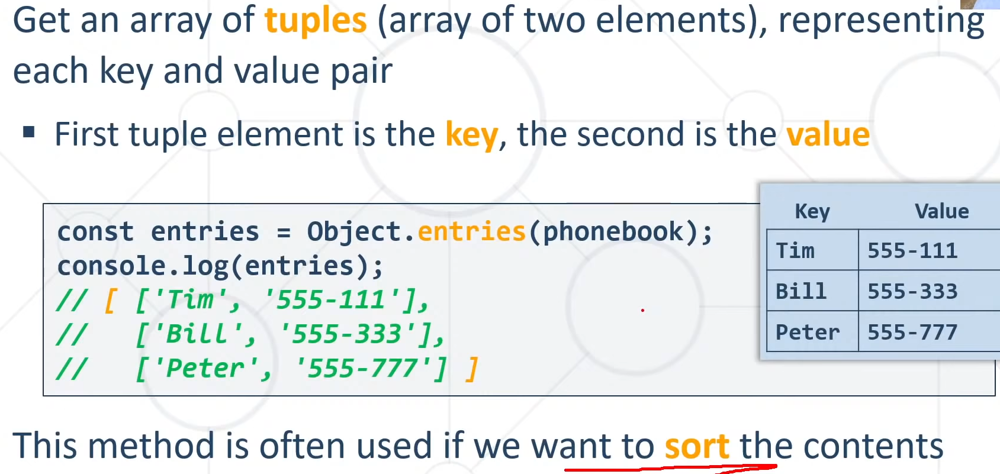 Get an array of tuples (array of two elements), representing
each key and value pair
▪ First tuple element is the key, the second is the value
const entries = Object.entries(phonebook);
console.log(entries);
// [ ['Tim', '555-111'],
//   ['Bill', '555-333'],
//   ['Peter', '555-777'] ]
Key Value
Tim 555-111
Bill 555-333
Peter 555-777
This method is often used if we want to sort the contents